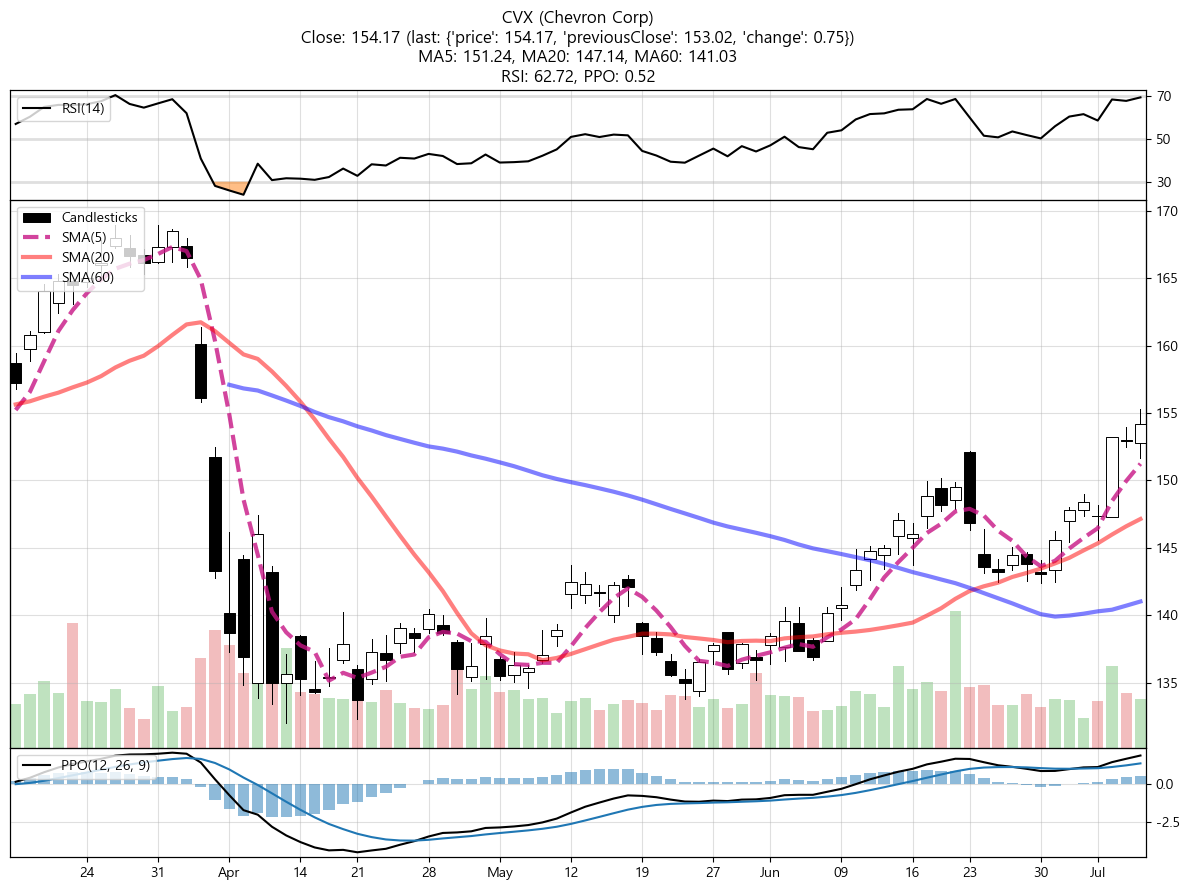 CVX (Chevron Corp)
Close: 154.17 (last: {'price': 154.17, 'previousClose': 153.02, 'change': 0.75})
MA5: 151.24, MA20: 147.14, MA60: 141.03
RSI: 62.72, PPO: 0.52
RSI(14)
70
50
30
Candlesticks
SMA(5)
SMA(20)
SMA(60)
170
165
160
155
150
145
140
135
PPO(12, 26, 9)
0.0
−2.5
24 31 Apr 14 21 28 May 12 19 27 Jun 09 16 23 30 Jul